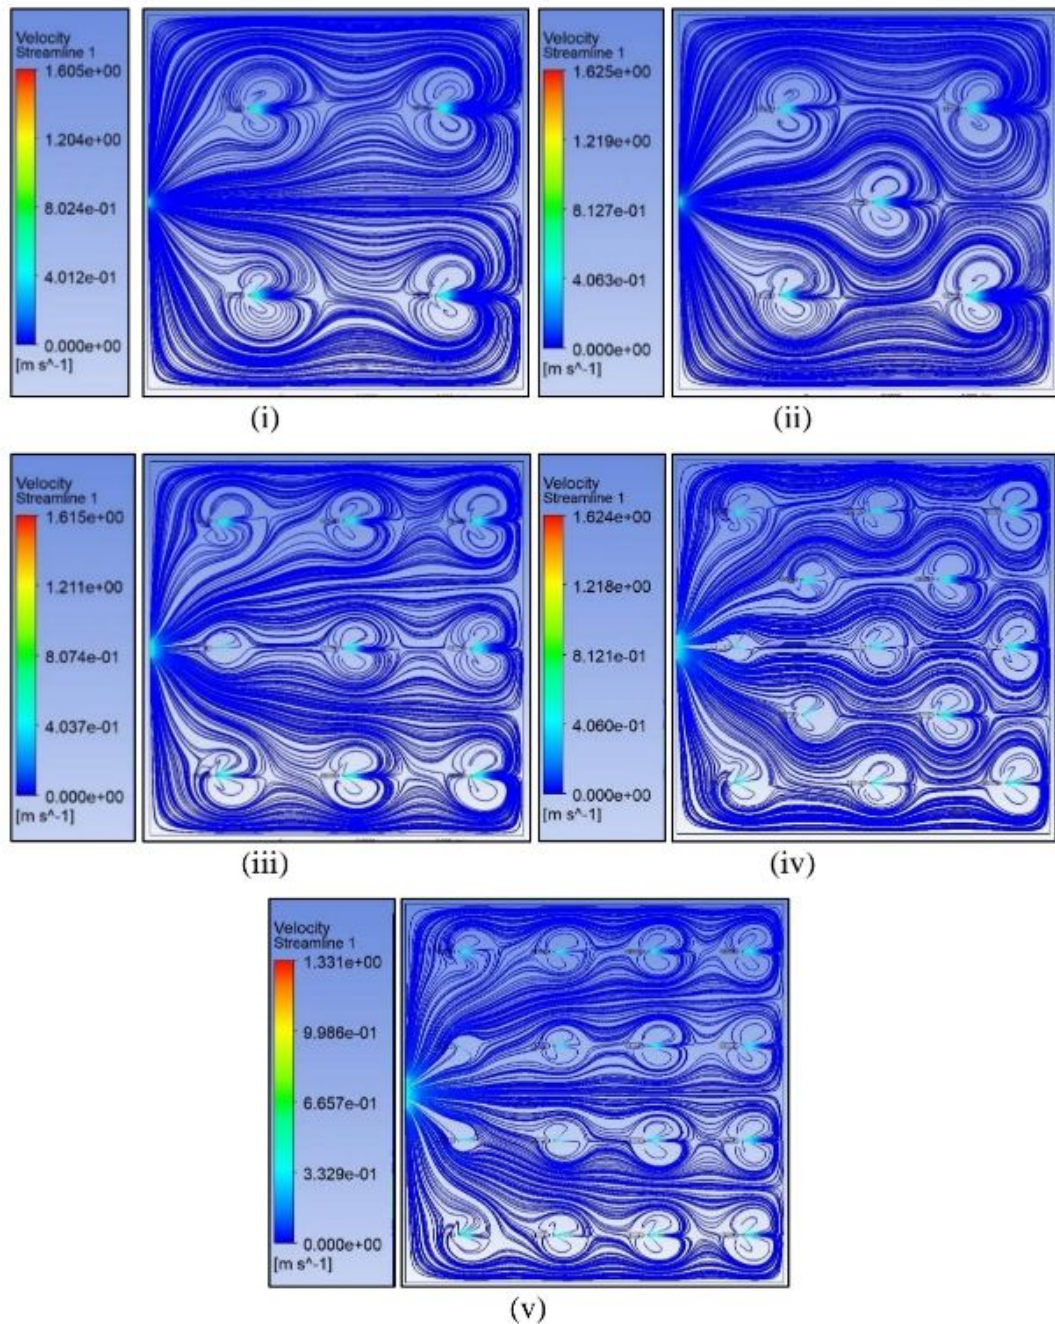 Velocity
Streamline 1
1.605e+00
1.204e+00
8.024e-01
4.012e-01
0.000e+00
[m s^-1]
(i)
Velocity
Streamline 1
1.625e+00
1.219e+00
8.127e-01
4.063e-01
0.000e+00
[m s^-1]
(ii)
Velocity
Streamline 1
1.615e+00
1.211e+00
8.074e-01
4.037e-01
0.000e+00
[m s^-1]
(iii)
Velocity
Streamline 1
1.624e+00
1.218e+00
8.121e-01
4.060e-01
0.000e+00
[m s^-1]
(iv)
Velocity
Streamline 1
1.331e+00
9.986e-01
6.657e-01
3.329e-01
0.000e+00
[m s^-1]
(v)